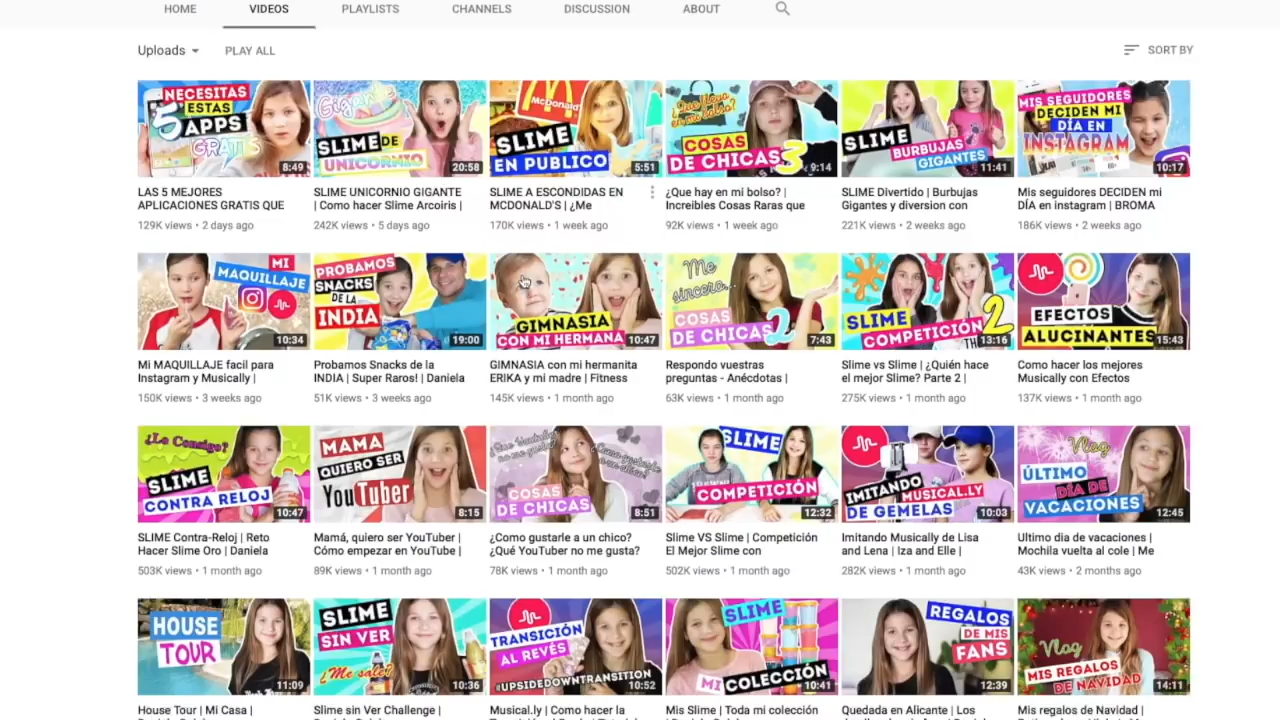 HOME VIDEOS PLAYLISTS CHANNELS DISCUSSION ABOUT
Uploads PLAY ALL SORT BY
NECESITAS
ESTAS
5 APPS
GRATIS
8:49
Gigante
SLIME DE
UNICORNIO
20:58
McDonald's
SLIME
EN PUBLICO
5:51
¿Que llevo
en mi bolso?
COSAS
DE CHICAS 3
9:14
SLIME
BURBUJAS
GIGANTES
11:41
MIS SEGUIDORES
DECIDEN MI
DÍA EN
INSTAGRAM
10:17
LAS 5 MEJORES
APLICACIONES GRATIS QUE
129K views • 2 days ago
SLIME UNICORNIO GIGANTE
| Como hacer Slime Arcoiris |
242K views • 5 days ago
SLIME A ESCONDIDAS EN
MCDONALD'S | ¿Me
170K views • 1 week ago
¿Que hay en mi bolso? |
Increibles Cosas Raras que
92K views • 1 week ago
SLIME Divertido | Burbujas
Gigantes y diversion con
221K views • 2 weeks ago
Mis seguidores DECIDEN mi
DÍA en instagram | BROMA
186K views • 2 weeks ago
MI
MAQUILLAJE
10:34
PROBAMOS
SNACKS
DE LA
INDIA
19:00
GIMNASIA
CON MI HERMANA
10:47
Me
sincero...
COSAS
DE CHICAS 2
7:43
SLIME
COMPETICIÓN 2
13:16
EFECTOS
ALUCINANTES
15:43
Mi MAQUILLAJE facil para
Instagram y Musically |
150K views • 3 weeks ago
Probamos Snacks de la
INDIA | Super Raros! | Daniela
51K views • 3 weeks ago
GIMNASIA con mi hermanita
ERIKA y mi madre | Fitness
145K views • 1 month ago
Respondo vuestras
preguntas - Anécdotas |
63K views • 1 month ago
Slime vs Slime | ¿Quién hace
el mejor Slime? Parte 2 |
275K views • 1 month ago
Como hacer los mejores
Musically con Efectos
137K views • 1 month ago
¿Lo Consigo?
SLIME
CONTRA RELOJ
10:47
MAMA
QUIERO SER
YouTuber
8:15
COSAS
DE CHICAS
8:51
SLIME
COMPETICIÓN
12:32
IMITANDO
MUSICAL.LY
DE GEMELAS
10:03
Vlog
ÚLTIMO
DÍA DE
VACACIONES
12:45
SLIME Contra-Reloj | Reto
Hacer Slime Oro | Daniela
503K views • 1 month ago
Mamá, quiero ser YouTuber |
Cómo empezar en YouTube |
89K views • 1 month ago
¿Como gustarle a un chico?
¿Qué YouTuber no me gusta?
78K views • 1 month ago
Slime VS Slime | Competición
El Mejor Slime con
502K views • 1 month ago
Imitando Musically de Lisa
and Lena | Iza and Elle |
282K views • 1 month ago
Ultimo dia de vacaciones |
Mochila vuelta al cole | Me
43K views • 2 months ago
HOUSE
TOUR
11:09
SLIME
SIN VER
¿Me sale?
10:36
TRANSICIÓN
AL REVÉS
#UPSIDEDOWNTRANSITION
10:52
SLIME
MI COLECCIÓN
10:41
REGALOS
DE MIS
FANS
12:39
Vlog
MIS REGALOS
DE NAVIDAD
14:11
House Tour | Mi Casa |
Slime sin Ver Challenge |
Musical.ly | Como hacer la
Mis Slime | Toda mi colección
Quedada en Alicante | Los
Mis regalos de Navidad |